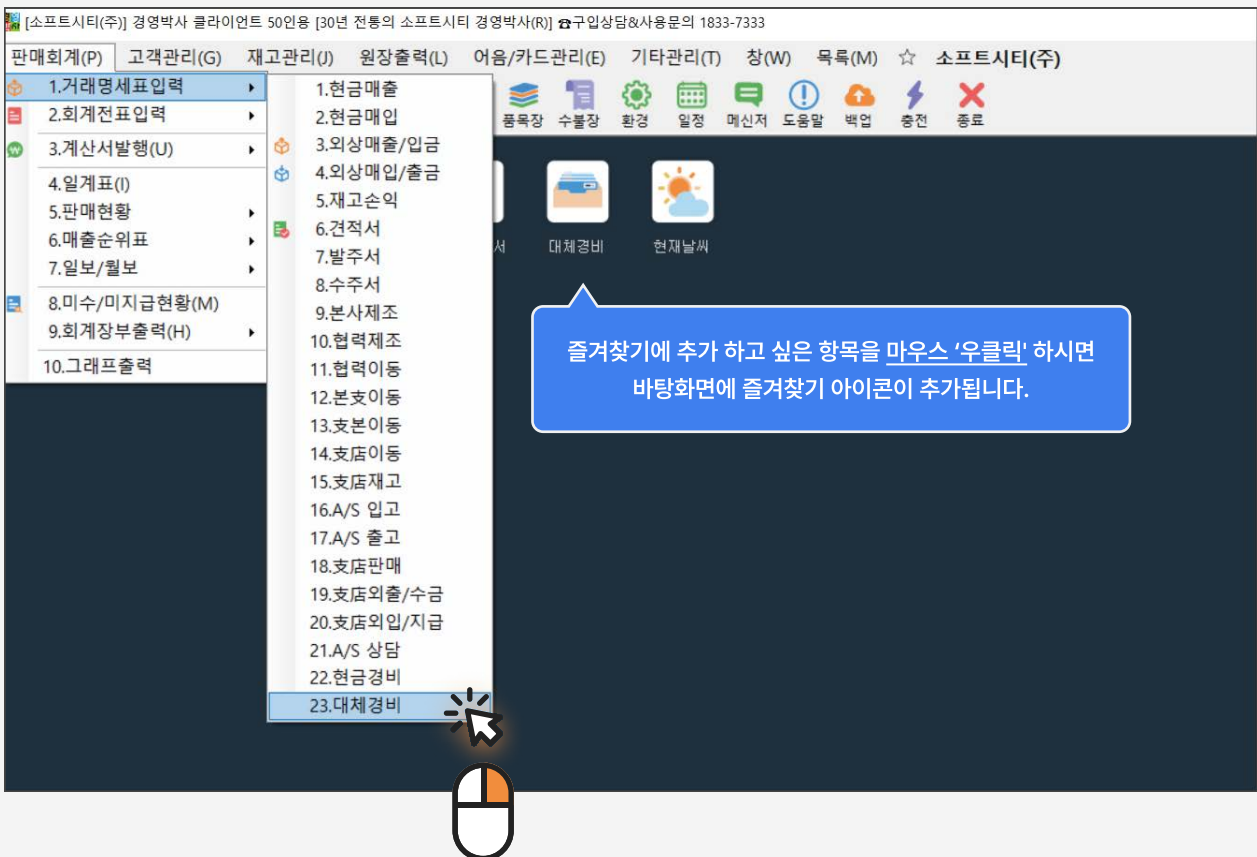 [소프트시티(주)] 경영박사 클라이언트 50인용 [30년 전통의 소프트시티 경영박사(R)] ☎구입상담&사용문의 1833-7333
판매회계(P) 고객관리(G) 재고관리(J) 원장출력(L) 어음/카드관리(E) 기타관리(T) 창(W) 목록(M) ☆ 소프트시티(주)
품목장 수불장 환경 일정 메신저 도움말 백업 충전 종료
1.거래명세표입력
2.회계전표입력
3.계산서발행(U)
4.일계표(I)
5.판매현황
6.매출순위표
7.일보/월보
8.미수/미지급현황(M)
9.회계장부출력(H)
10.그래프출력
1.현금매출
2.현금매입
3.외상매출/입금
4.외상매입/출금
5.재고손익
6.견적서
7.발주서
8.수주서
9.본사제조
10.협력제조
11.협력이동
12.본支이동
13.支본이동
14.支店이동
15.支店재고
16.A/S 입고
17.A/S 출고
18.支店판매
19.支店외출/수금
20.支店외입/지급
21.A/S 상담
22.현금경비
23.대체경비
서 대체경비 현재날씨
즐겨찾기에 추가 하고 싶은 항목을 마우스 ‘우클릭' 하시면
바탕화면에 즐겨찾기 아이콘이 추가됩니다.